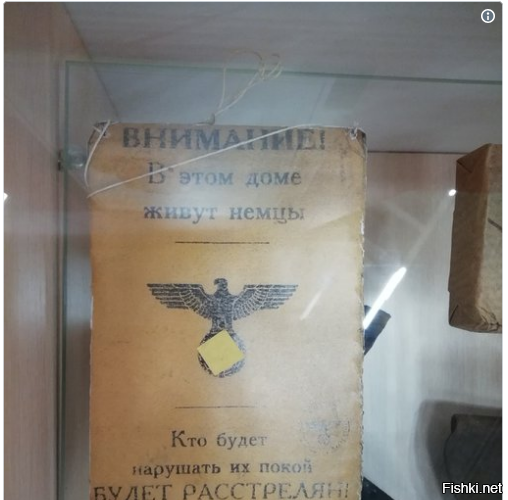 ВНИМАНИЕ!
В этом доме
живут немцы
Кто будет
нарушать их покой
БУДЕТ РАССТРЕЛЯН!
Fishki.net